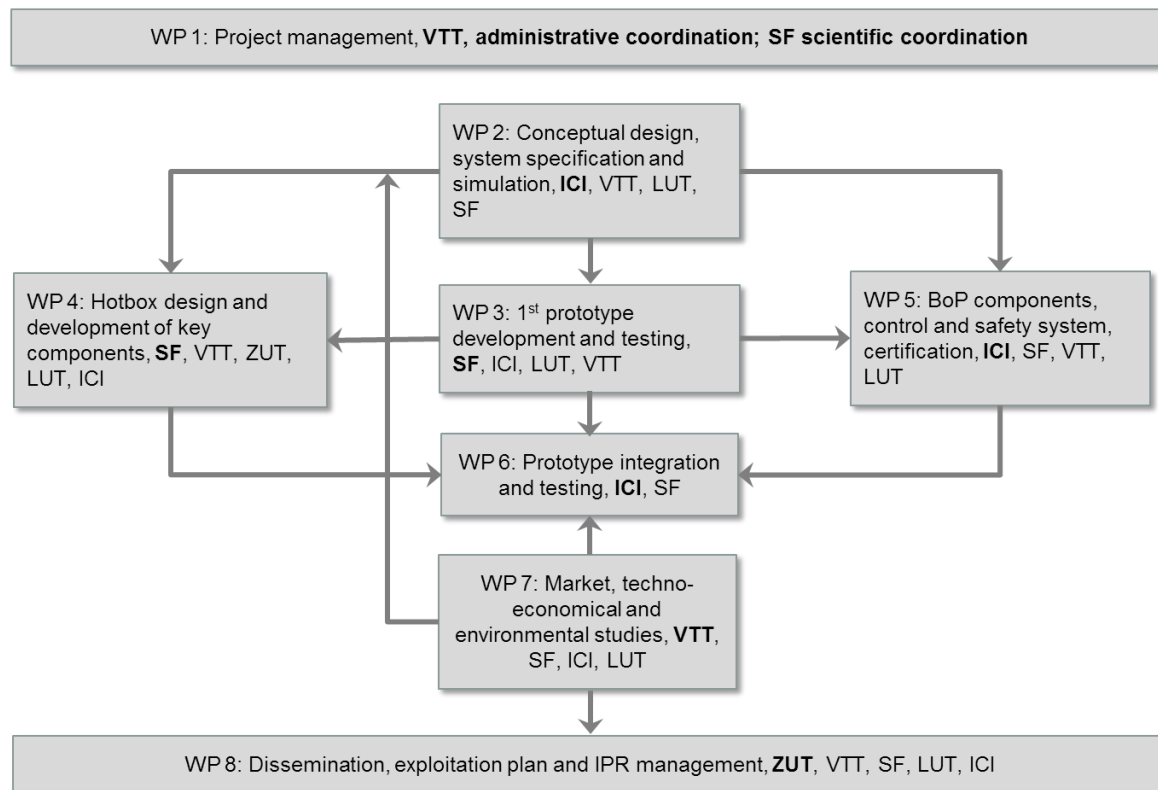 WP 1: Project management, VTT, administrative coordination; SF scientific coordination
WP 2: Conceptual design,
system specification and
simulation, ICI, VTT, LUT,
SF
WP 4: Hotbox design and
development of key
components, SF, VTT, ZUT,
LUT, ICI
WP 3: 1st prototype
development and testing,
SF, ICI, LUT, VTT
WP 5: BoP components,
control and safety system,
certification, ICI, SF, VTT,
LUT
WP 6: Prototype integration
and testing, ICI, SF
WP 7: Market, techno-
economical and
environmental studies, VTT,
SF, ICI, LUT
WP 8: Dissemination, exploitation plan and IPR management, ZUT, VTT, SF, LUT, ICI